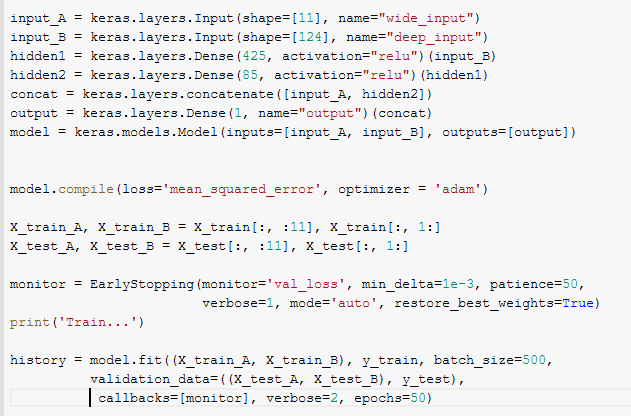 input_A = keras.layers.Input(shape=[11], name="wide_input")
input_B = keras.layers.Input(shape=[124], name="deep_input")
hidden1 = keras.layers.Dense(425, activation="relu")(input_B)
hidden2 = keras.layers.Dense(85, activation="relu")(hidden1)
concat = keras.layers.concatenate([input_A, hidden2])
output = keras.layers.Dense(1, name="output")(concat)
model = keras.models.Model(inputs=[input_A, input_B], outputs=[output])
model.compile(loss='mean_squared_error', optimizer = 'adam')
X_train_A, X_train_B = X_train[:, :11], X_train[:, 1:]
X_test_A, X_test_B = X_test[:, :11], X_test[:, 1:]
monitor = EarlyStopping(monitor='val_loss', min_delta=1e-3, patience=50,
verbose=1, mode='auto', restore_best_weights=True)
print('Train...')
history = model.fit((X_train_A, X_train_B), y_train, batch_size=500,
validation_data=((X_test_A, X_test_B), y_test),
callbacks=[monitor], verbose=2, epochs=50)